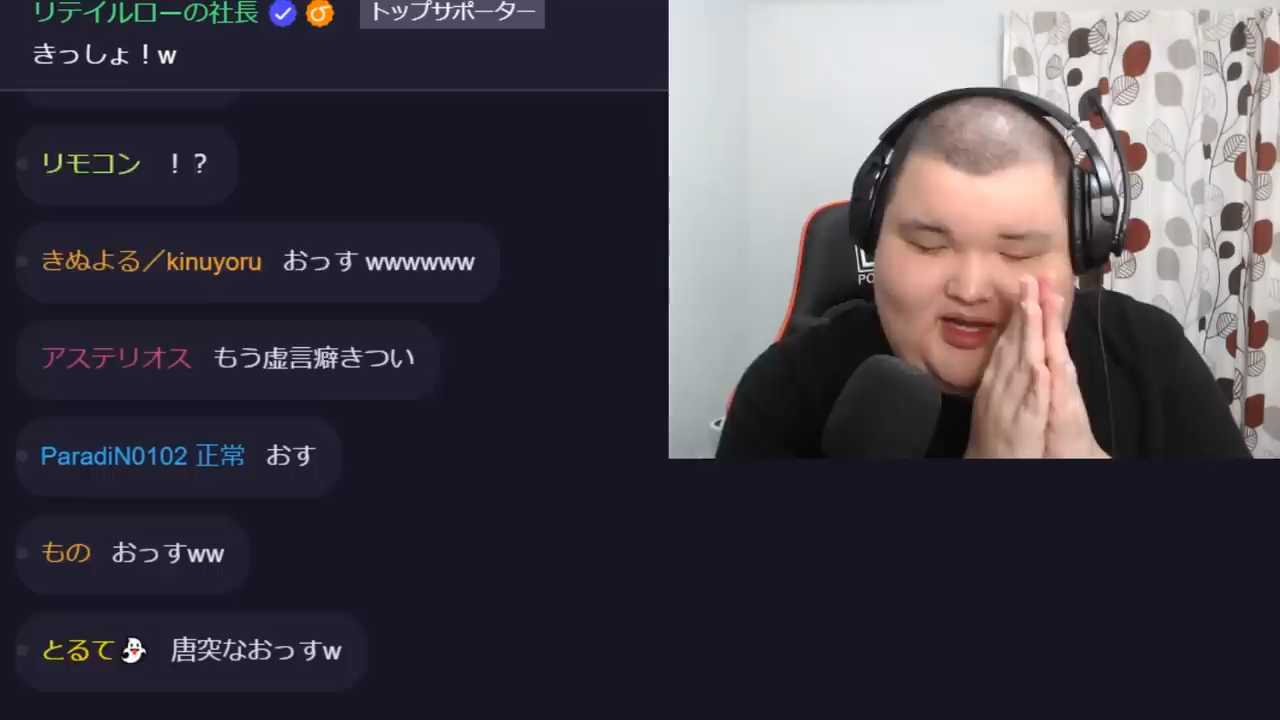 リテイルローの社長 トップサポーター
きっしょ！w
リモコン ！？
きぬよる／kinuyoru おっす wwwwww
アステリオス もう虚言癖きつい
ParadiN0102 正常 おす
もの おっすww
とるて👻 唐突なおっすw